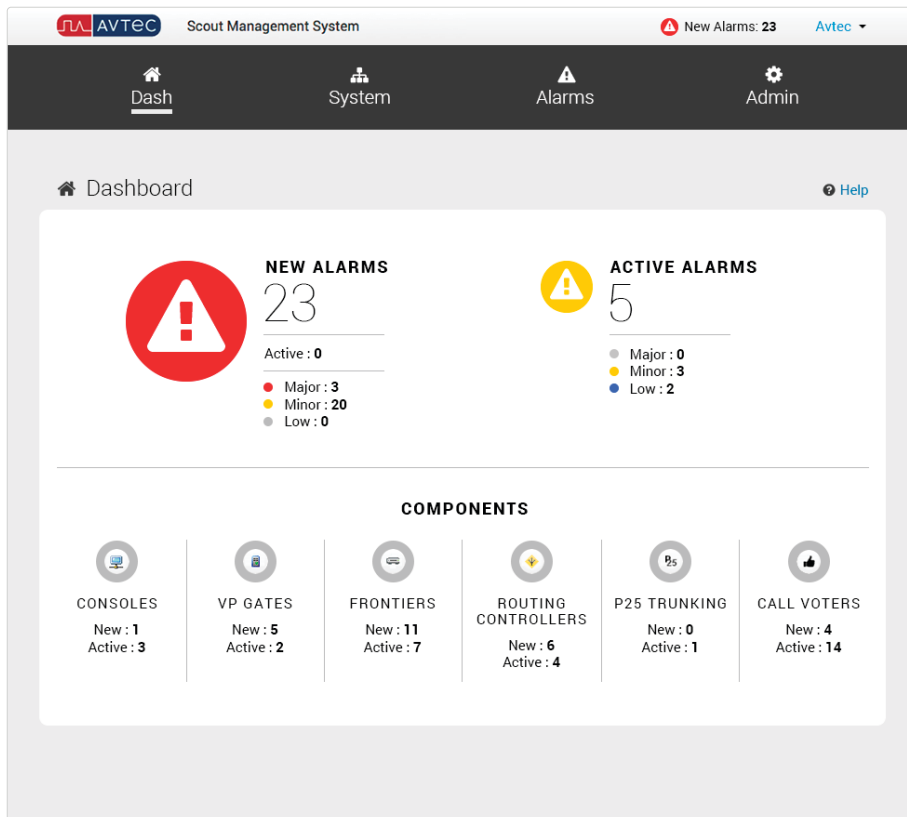 AVTEC Scout Management System New Alarms: 23 Avtec
Dash System Alarms Admin
Dashboard Help
NEW ALARMS
23
Active : 0
Major : 3
Minor : 20
Low : 0
ACTIVE ALARMS
5
Major : 0
Minor : 3
Low : 2
COMPONENTS
CONSOLES
New : 1
Active : 3
VP GATES
New : 5
Active : 2
FRONTIERS
New : 11
Active : 7
ROUTING
CONTROLLERS
New : 6
Active : 4
P25
P25 TRUNKING
New : 0
Active : 1
CALL VOTERS
New : 4
Active : 14